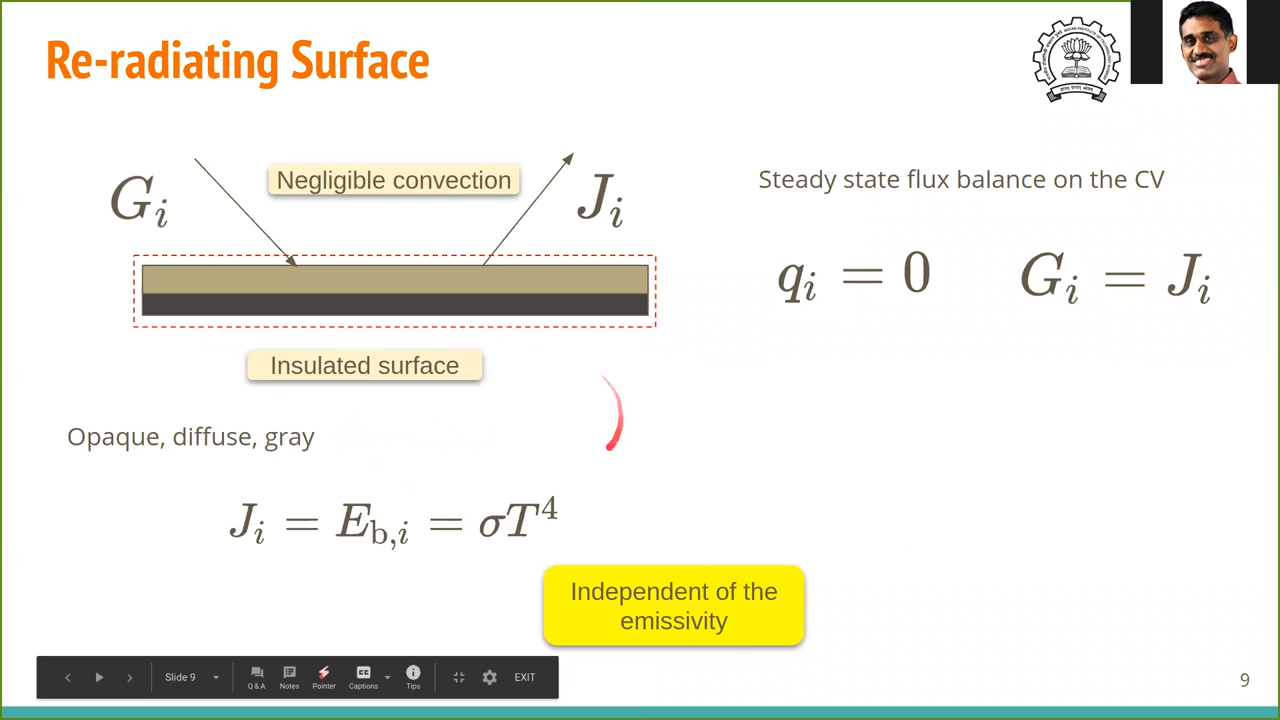 Re-radiating Surface
G_i
Negligible convection
J_i
Steady state flux balance on the CV
q_i = 0
G_i = J_i
Insulated surface
Opaque, diffuse, gray
J_i = E_{b,i} = σT^4
Independent of the
emissivity
Slide 9
Q & A
Notes
Pointer
Captions
Tips
EXIT
9